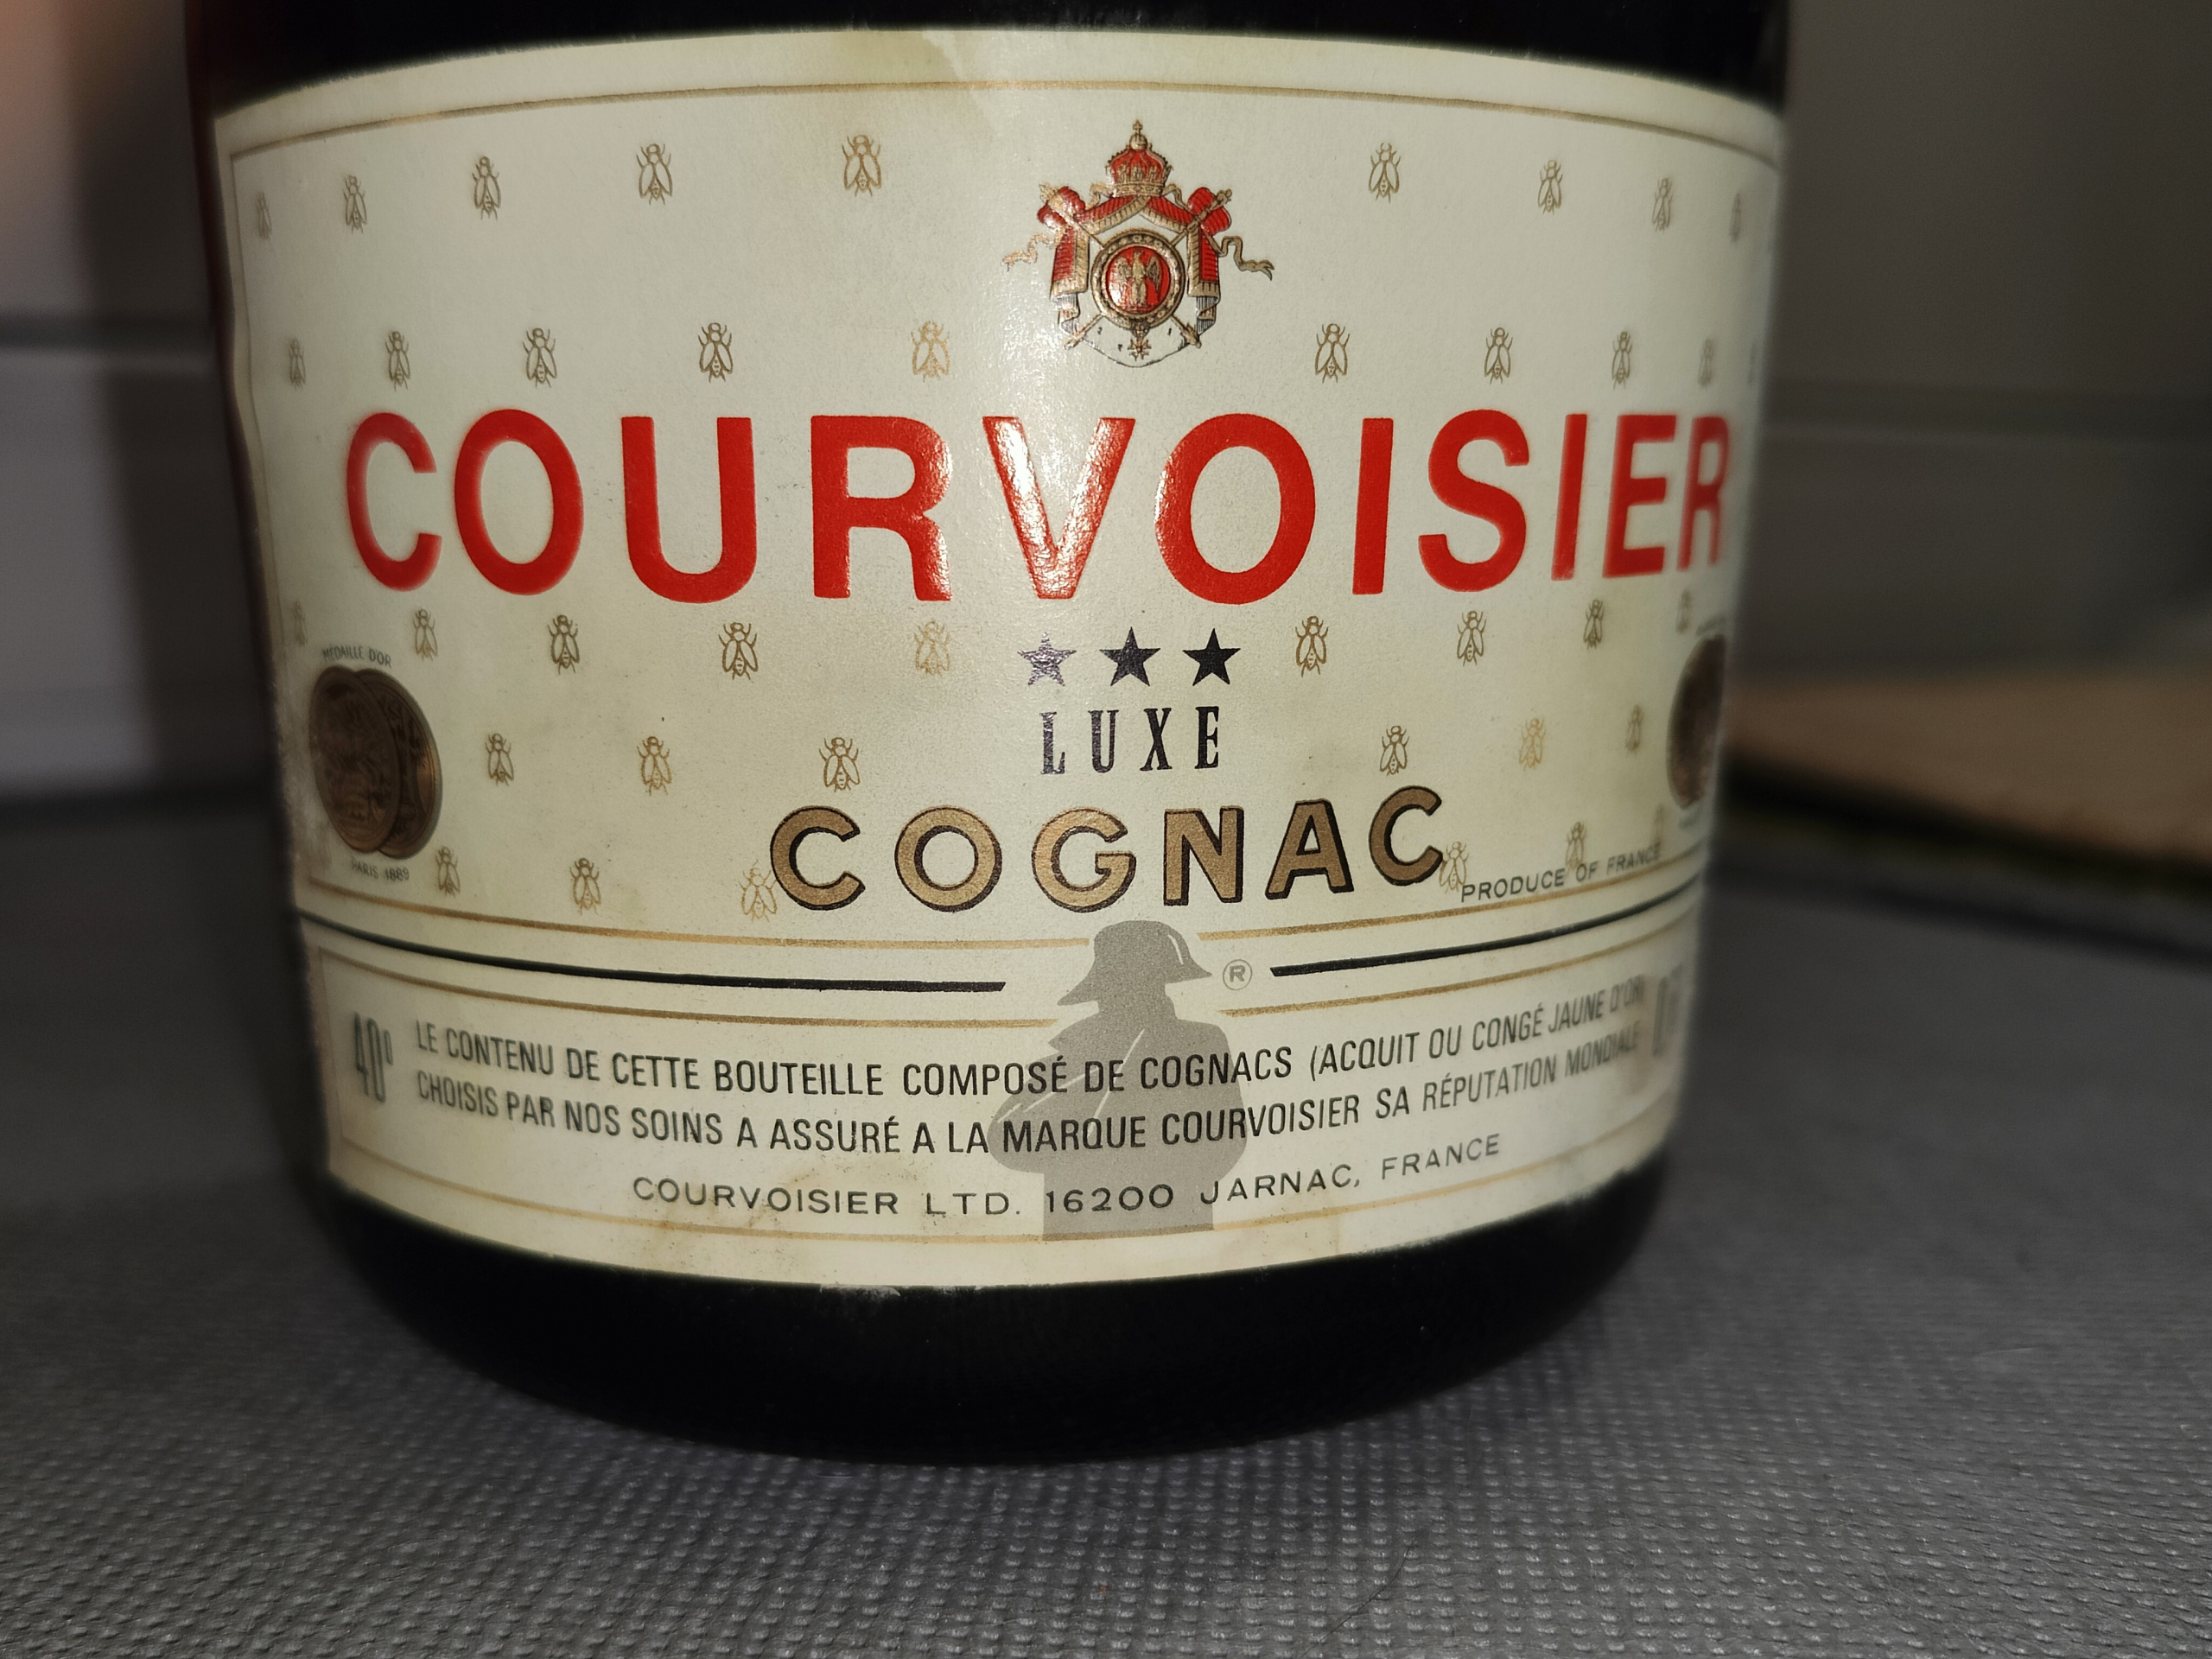 COURVOISIER
★★★
LUXE
COGNAC
MÉDAILLE D'OR
PARIS 1889
PRODUCE OF FRANCE
®
40°
LE CONTENU DE CETTE BOUTEILLE COMPOSÉ DE COGNACS (ACQUIT OU CONGÉ JAUNE D'OR)
CHOISIS PAR NOS SOINS A ASSURÉ A LA MARQUE COURVOISIER SA RÉPUTATION MONDIALE
COURVOISIER LTD. 16200 JARNAC, FRANCE